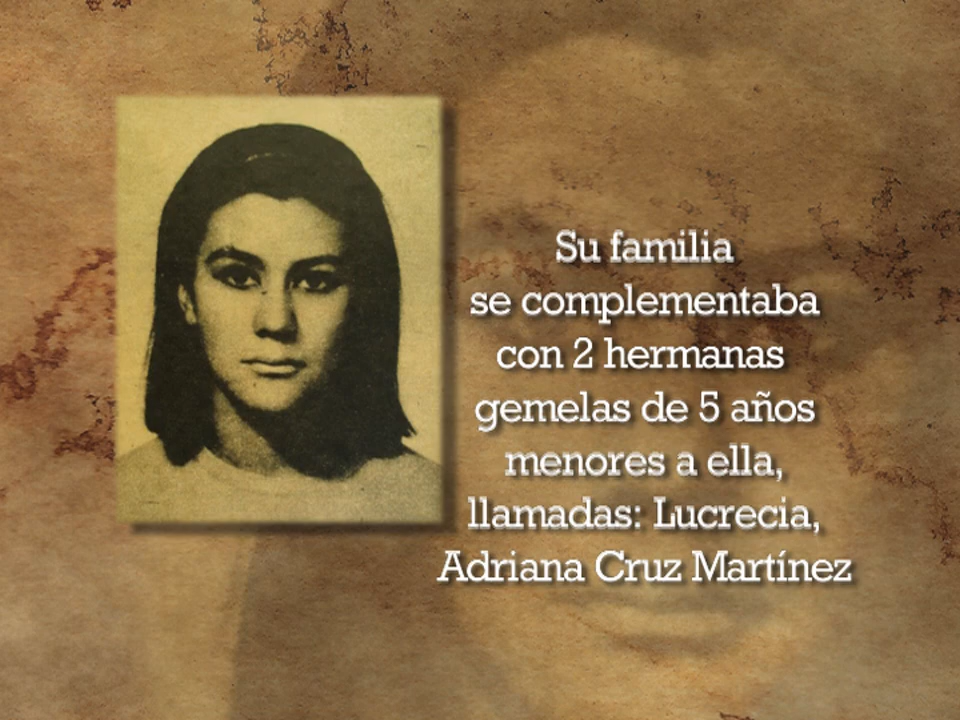 Su familia
se complementaba
con 2 hermanas
gemelas de 5 años
menores a ella,
llamadas: Lucrecia,
Adriana Cruz Martínez